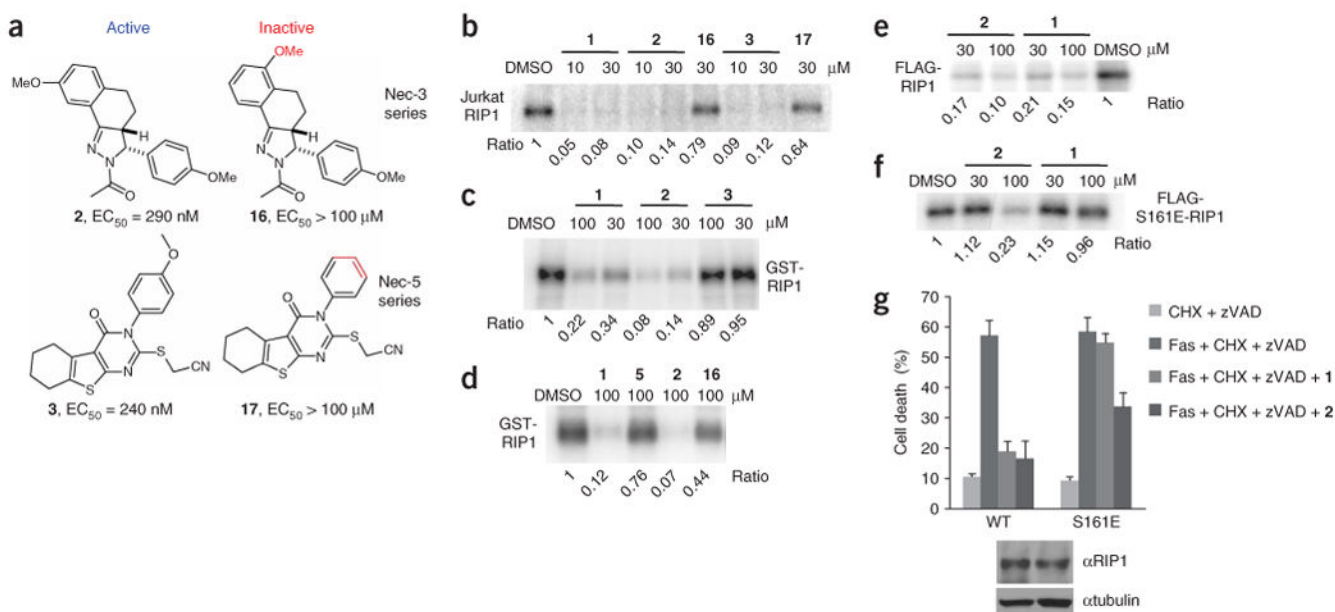 a
Active
Inactive
MeO
N
N
H
O
OMe
2, EC50 = 290 nM
OMe
N
N
H
O
OMe
16, EC50 > 100 μM
Nec-3
series
O
O
N
N
S
S
CN
3, EC50 = 240 nM
O
N
N
S
S
CN
17, EC50 > 100 μM
Nec-5
series
b
1 2 16 3 17
DMSO 10 30 10 30 30 10 30 30 μM
Jurkat
RIP1
Ratio 1 0.05 0.08 0.10 0.14 0.79 0.09 0.12 0.64
c
1 2 3
DMSO 100 30 100 30 100 30 μM
GST-
RIP1
Ratio 1 0.22 0.34 0.08 0.14 0.89 0.95
d
1 5 2 16
DMSO 100 100 100 100 μM
GST-
RIP1
1 0.12 0.76 0.07 0.44 Ratio
e
2 1
30 100 30 100 DMSO μM
FLAG-
RIP1
0.17 0.10 0.21 0.15 1 Ratio
f
2 1
DMSO 30 100 30 100 μM
FLAG-
S161E-RIP1
1 1.12 0.23 1.15 0.96 Ratio
g
Cell death (%)
70
60
50
40
30
20
10
0
WT S161E
CHX + zVAD
Fas + CHX + zVAD
Fas + CHX + zVAD + 1
Fas + CHX + zVAD + 2
αRIP1
αtubulin